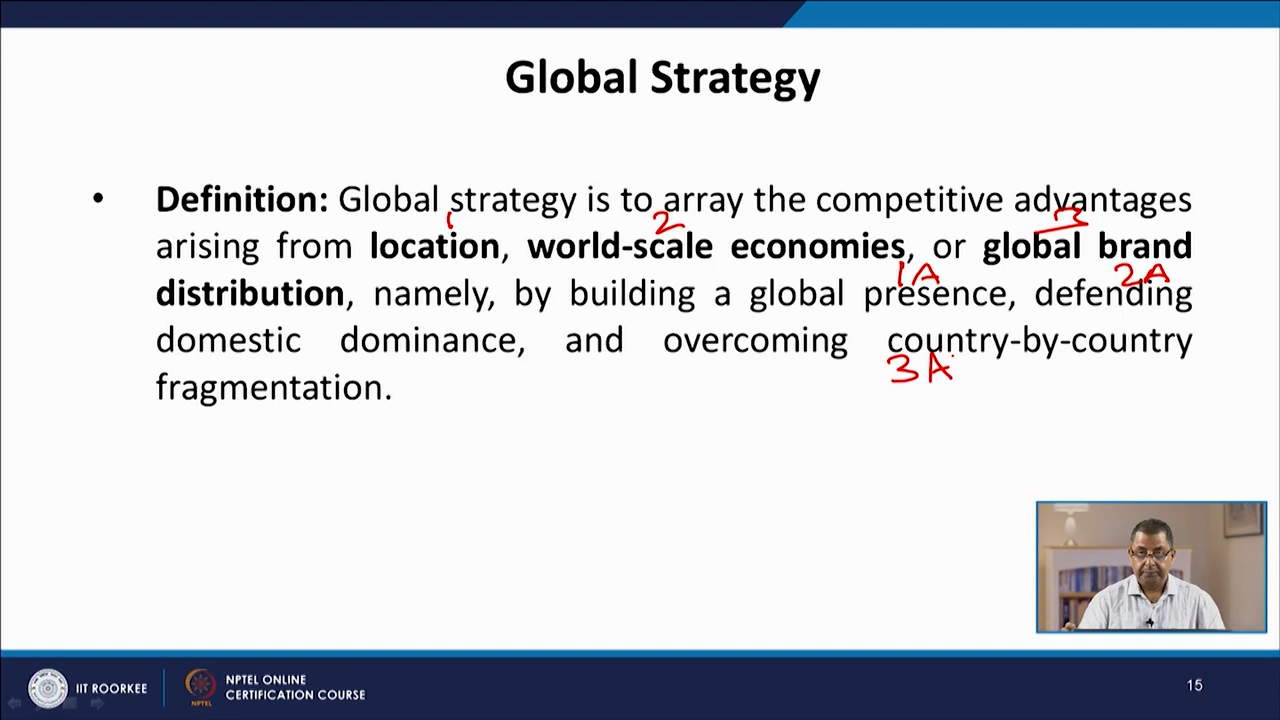 Global Strategy
• Definition: Global strategy is to array the competitive advantages
1 2 3
arising from location, world-scale economies, or global brand
1A 2A
distribution, namely, by building a global presence, defending
domestic dominance, and overcoming country-by-country
3A
fragmentation.
IIT ROORKEE
NPTEL
NPTEL ONLINE
CERTIFICATION COURSE
15